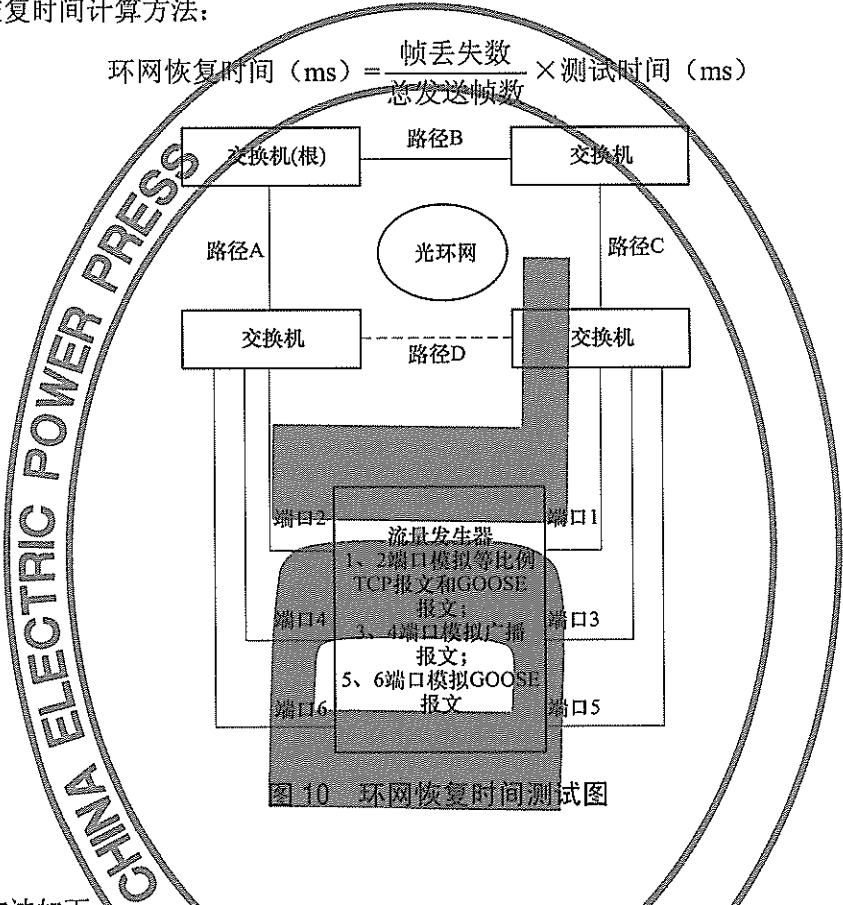 复时间计算方法：
环网恢复时间（ms）= 帧丢失数 / 总发送帧数 ×测试时间（ms）
交换机(根)
路径B
交换机
路径A
光环网
路径C
交换机
路径D
交换机
端口2
端口1
流量发生器
1、2端口模拟等比例
TCP报文和GOOSE
报文；
3、4端口模拟广播
报文；
5、6端口模拟GOOSE
报文
端口4
端口3
端口6
端口5
图 10 环网恢复时间测试图
CHINA ELECTRIC POWER PRESS